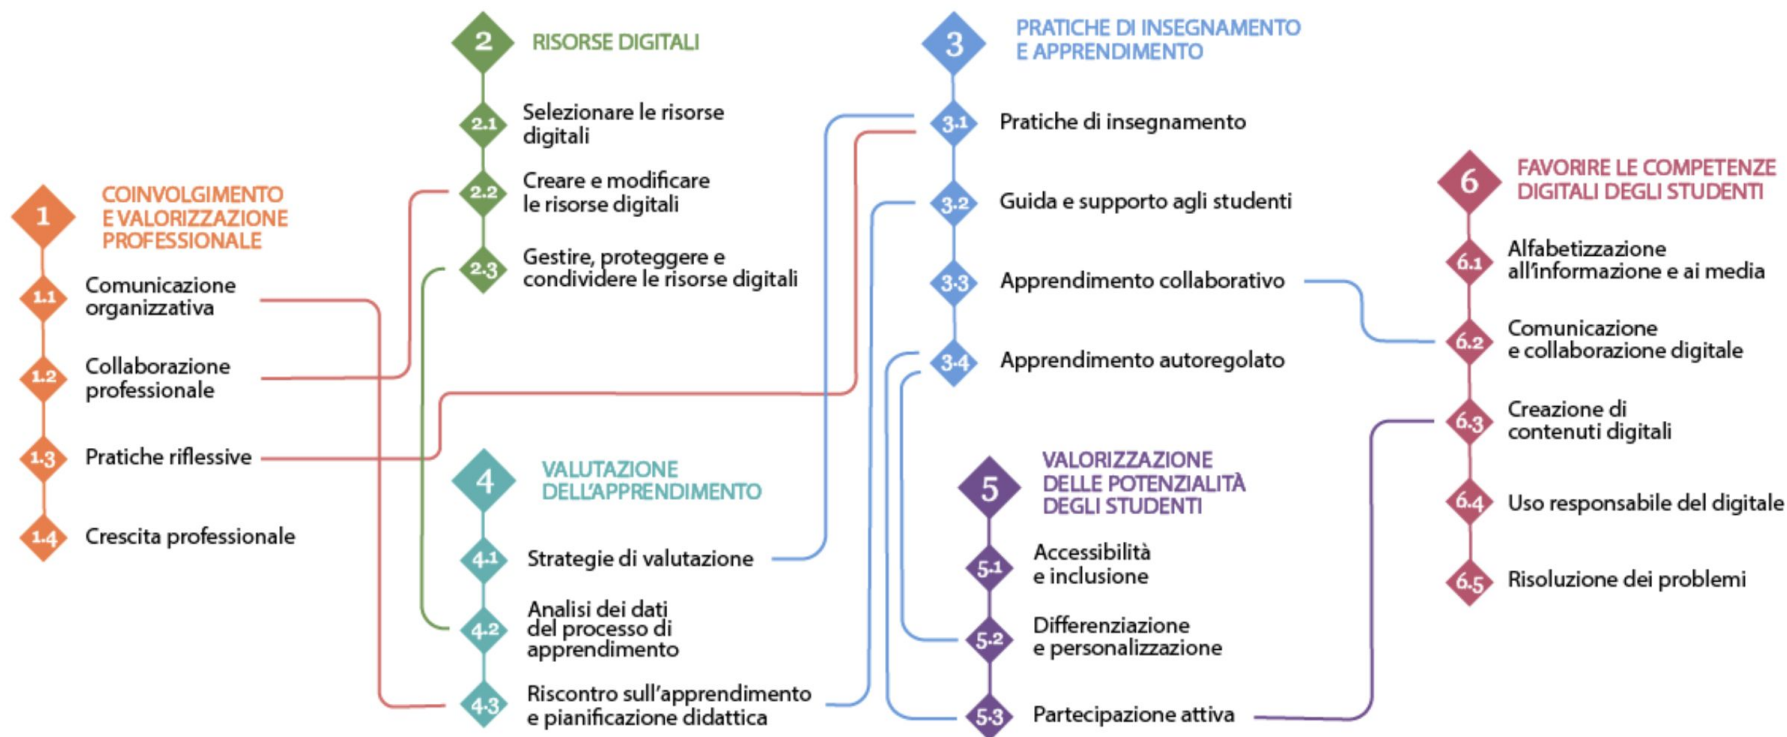 1
COINVOLGIMENTO
E VALORIZZAZIONE
PROFESSIONALE
1.1
Comunicazione
organizzativa
1.2
Collaborazione
professionale
1.3
Pratiche riflessive
1.4
Crescita professionale
2
RISORSE DIGITALI
2.1
Selezionare le risorse
digitali
2.2
Creare e modificare
le risorse digitali
2.3
Gestire, proteggere e
condividere le risorse digitali
3
PRATICHE DI INSEGNAMENTO
E APPRENDIMENTO
3.1
Pratiche di insegnamento
3.2
Guida e supporto agli studenti
3.3
Apprendimento collaborativo
3.4
Apprendimento autoregolato
4
VALUTAZIONE
DELL'APPRENDIMENTO
4.1
Strategie di valutazione
4.2
Analisi dei dati
del processo di
apprendimento
4.3
Riscontro sull'apprendimento
e pianificazione didattica
5
VALORIZZAZIONE
DELLE POTENZIALITÀ
DEGLI STUDENTI
5.1
Accessibilità
e inclusione
5.2
Differenziazione
e personalizzazione
5.3
Partecipazione attiva
6
FAVORIRE LE COMPETENZE
DIGITALI DEGLI STUDENTI
6.1
Alfabetizzazione
all'informazione e ai media
6.2
Comunicazione
e collaborazione digitale
6.3
Creazione di
contenuti digitali
6.4
Uso responsabile del digitale
6.5
Risoluzione dei problemi